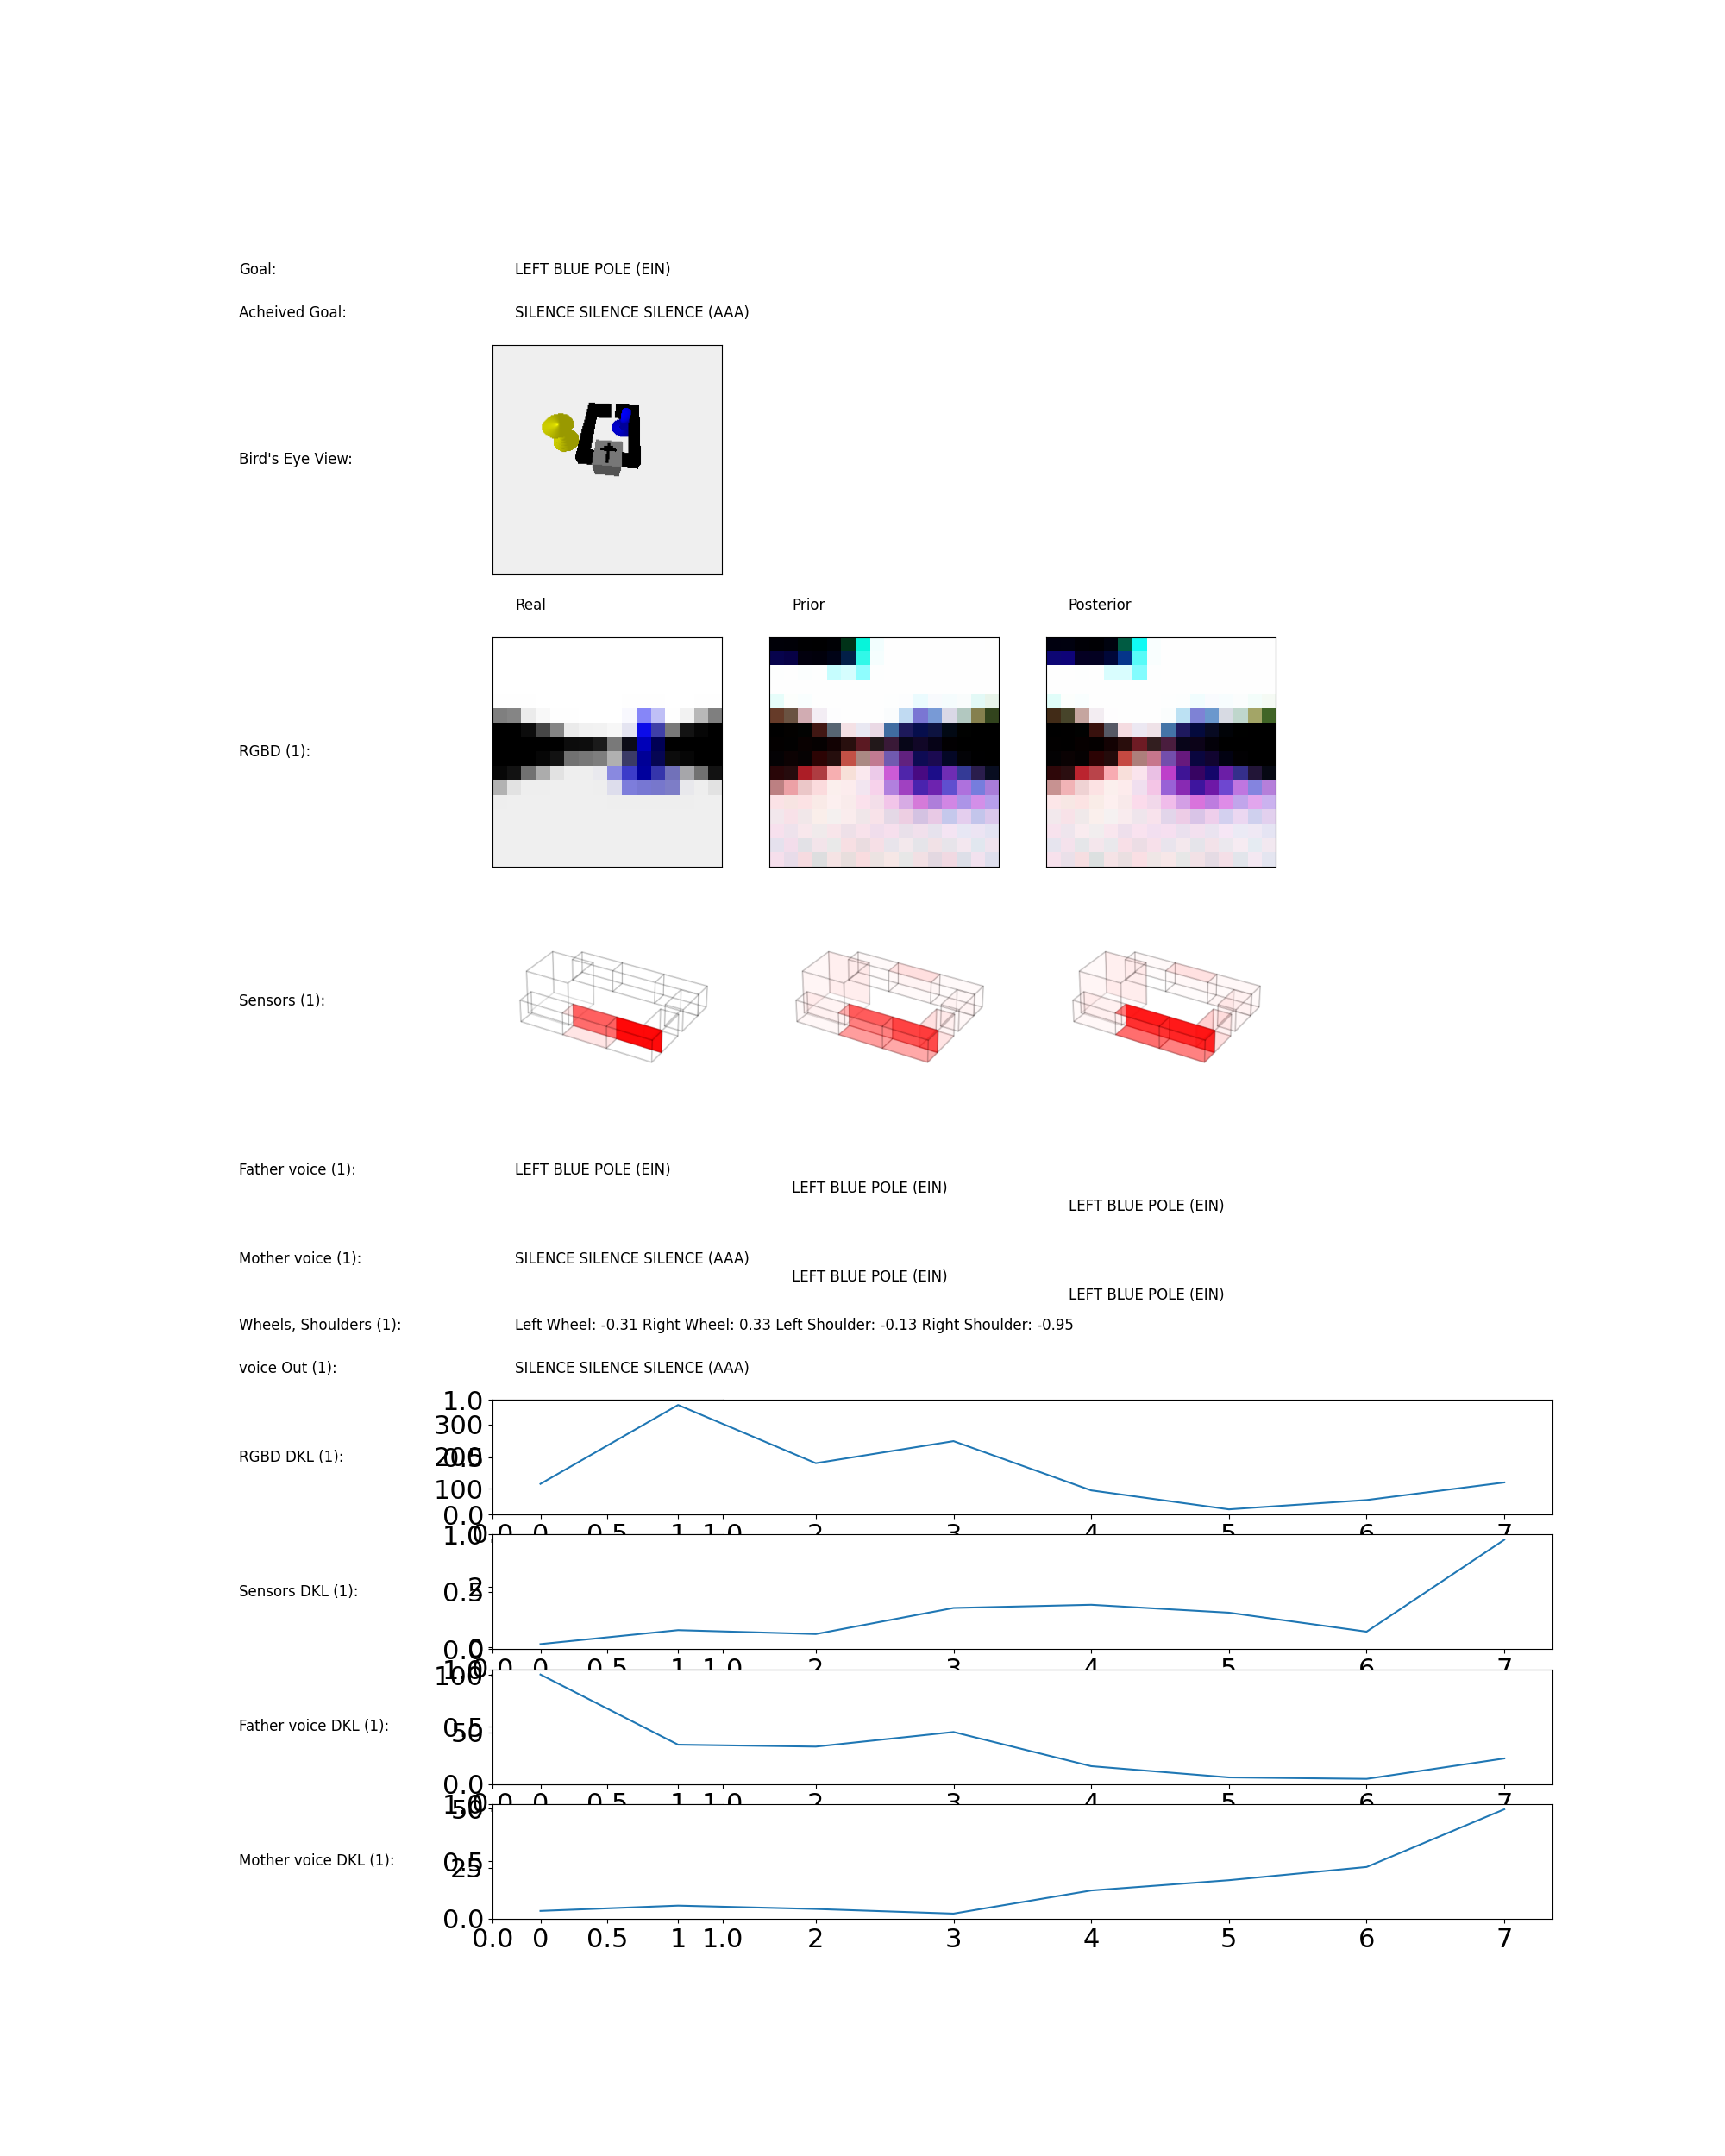 Goal: LEFT BLUE POLE (EIN)
Acheived Goal: SILENCE SILENCE SILENCE (AAA)
Bird's Eye View:
Real Prior Posterior
RGBD (1):
Sensors (1):
Father voice (1): LEFT BLUE POLE (EIN)
LEFT BLUE POLE (EIN)
LEFT BLUE POLE (EIN)
Mother voice (1): SILENCE SILENCE SILENCE (AAA)
LEFT BLUE POLE (EIN)
LEFT BLUE POLE (EIN)
Wheels, Shoulders (1): Left Wheel: -0.31 Right Wheel: 0.33 Left Shoulder: -0.13 Right Shoulder: -0.95
voice Out (1): SILENCE SILENCE SILENCE (AAA)
1.0
300
RGBD DKL (1): 200 0.5
100
0.0
0.0 0 0.5 1 1.0 2 3 4 5 6 7
1.0
2
Sensors DKL (1): 0.5
0
0.0
0.0 0 0.5 1 1.0 2 3 4 5 6 7
1.0
100
Father voice DKL (1): 0.5
50
0.0
0.0 0 0.5 1 1.0 2 3 4 5 6 7
1.0
50
Mother voice DKL (1): 0.5
25
0.0
0.0 0 0.5 1 1.0 2 3 4 5 6 7